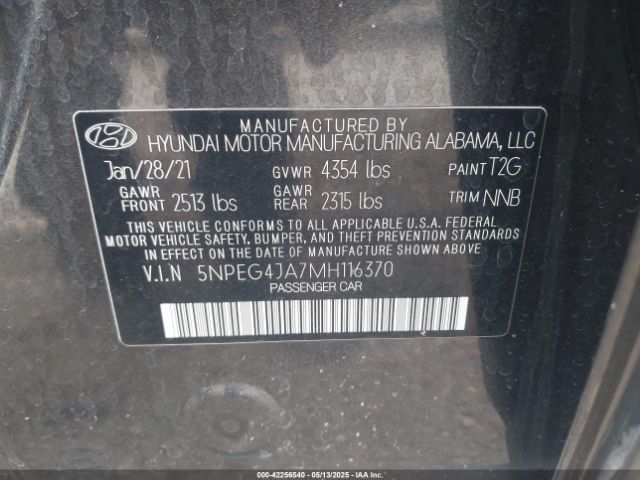 MANUFACTURED BY
HYUNDAI MOTOR MANUFACTURING ALABAMA, LLC
Jan/28/21 GVWR 4354 lbs PAINT T2G
GAWR FRONT 2513 lbs GAWR REAR 2315 lbs TRIM NNB
THIS VEHICLE CONFORMS TO ALL APPLICABLE U.S.A. FEDERAL
MOTOR VEHICLE SAFETY, BUMPER, AND THEFT PREVENTION
STANDARDS IN EFFECT ON THE DATE OF MANUFACTURE SHOWN ABOVE.
V.I.N 5NPEG4JA7MH116370
PASSENGER CAR
000-42256540 - 05/13/2025 - COPYRIGHT © IAA, LLC.